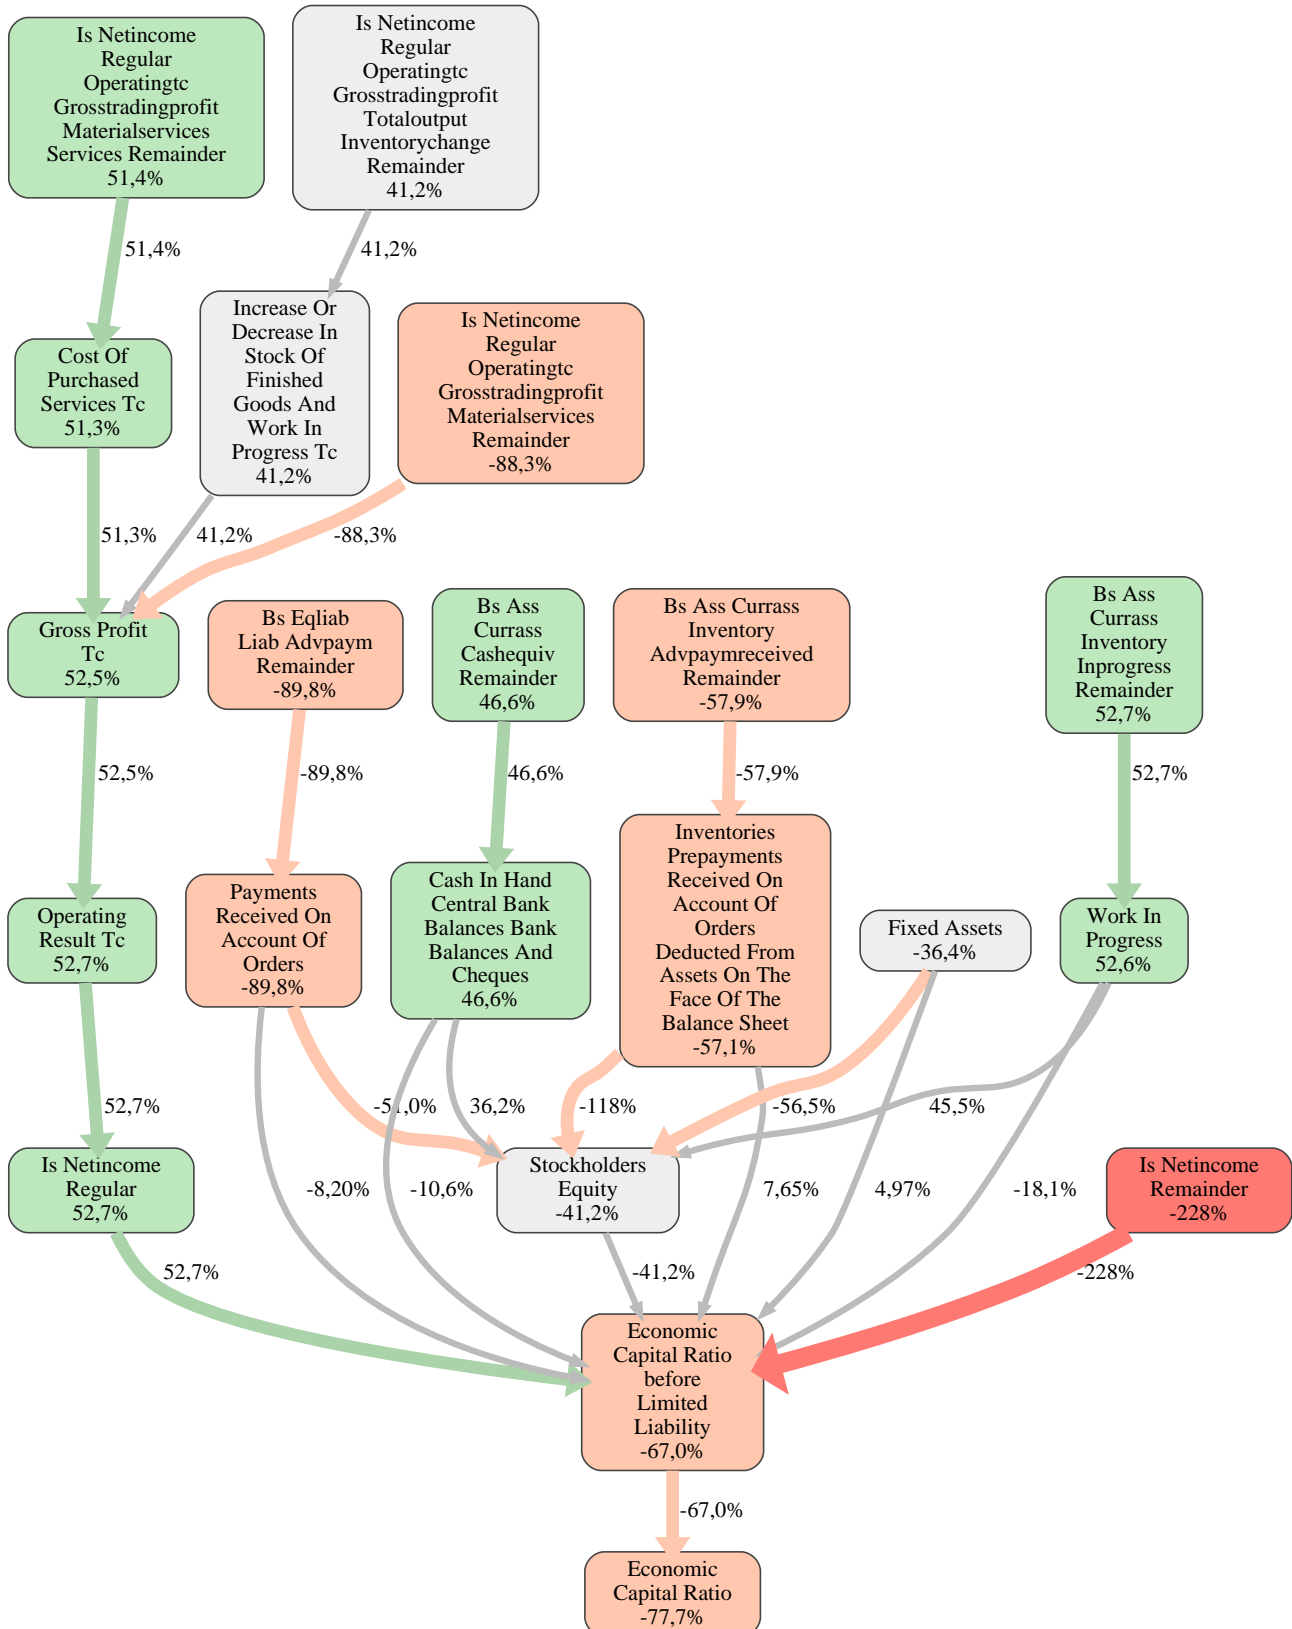 Is Netincome
Regular
Operatingtc
Grosstradingprofit
Materialservices
Services Remainder
51,4%
Is Netincome
Regular
Operatingtc
Grosstradingprofit
Totaloutput
Inventorychange
Remainder
41,2%
51,4%
41,2%
Cost Of
Purchased
Services Tc
51,3%
Increase Or
Decrease In
Stock Of
Finished
Goods And
Work In
Progress Tc
41,2%
Is Netincome
Regular
Operatingtc
Grosstradingprofit
Materialservices
Remainder
-88,3%
51,3%
41,2%
-88,3%
Gross Profit
Tc
52,5%
Bs Eqliab
Liab Advpaym
Remainder
-89,8%
Bs Ass
Currass
Cashequiv
Remainder
46,6%
Bs Ass Currass
Inventory
Advpaymreceived
Remainder
-57,9%
Bs Ass
Currass
Inventory
Inprogress
Remainder
52,7%
52,5%
-89,8%
46,6%
-57,9%
52,7%
Operating
Result Tc
52,7%
Payments
Received On
Account Of
Orders
-89,8%
Cash In Hand
Central Bank
Balances Bank
Balances And
Cheques
46,6%
Inventories
Prepayments
Received On
Account Of
Orders
Deducted From
Assets On The
Face Of The
Balance Sheet
-57,1%
Fixed Assets
-36,4%
Work In
Progress
52,6%
52,7%
-51,0%
36,2%
-118%
-56,5%
45,5%
Is Netincome
Regular
52,7%
Stockholders
Equity
-41,2%
Is Netincome
Remainder
-228%
-8,20%
-10,6%
7,65%
4,97%
-18,1%
52,7%
-41,2%
-228%
Economic
Capital Ratio
before
Limited
Liability
-67,0%
-67,0%
Economic
Capital Ratio
-77,7%